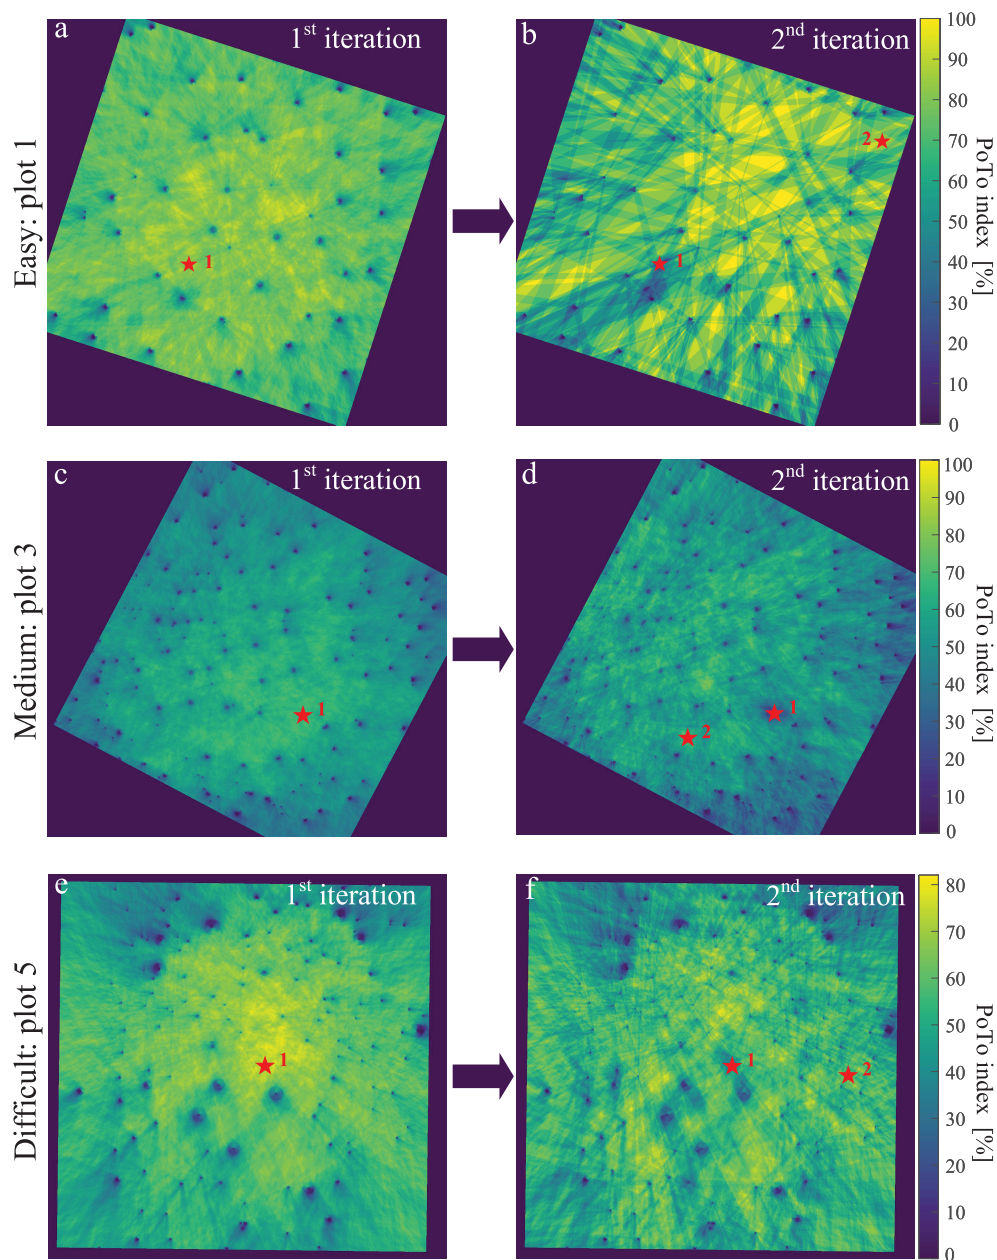 a
1st iteration
b
2nd iteration
100
90
80
70
60
50
40
30
20
10
0
PoTo index [%]
Easy: plot 1
1
1
2
c
1st iteration
d
2nd iteration
100
90
80
70
60
50
40
30
20
10
0
PoTo index [%]
Medium: plot 3
1
1
2
e
1st iteration
f
2nd iteration
80
70
60
50
40
30
20
10
0
PoTo index [%]
Difficult: plot 5
1
1
2